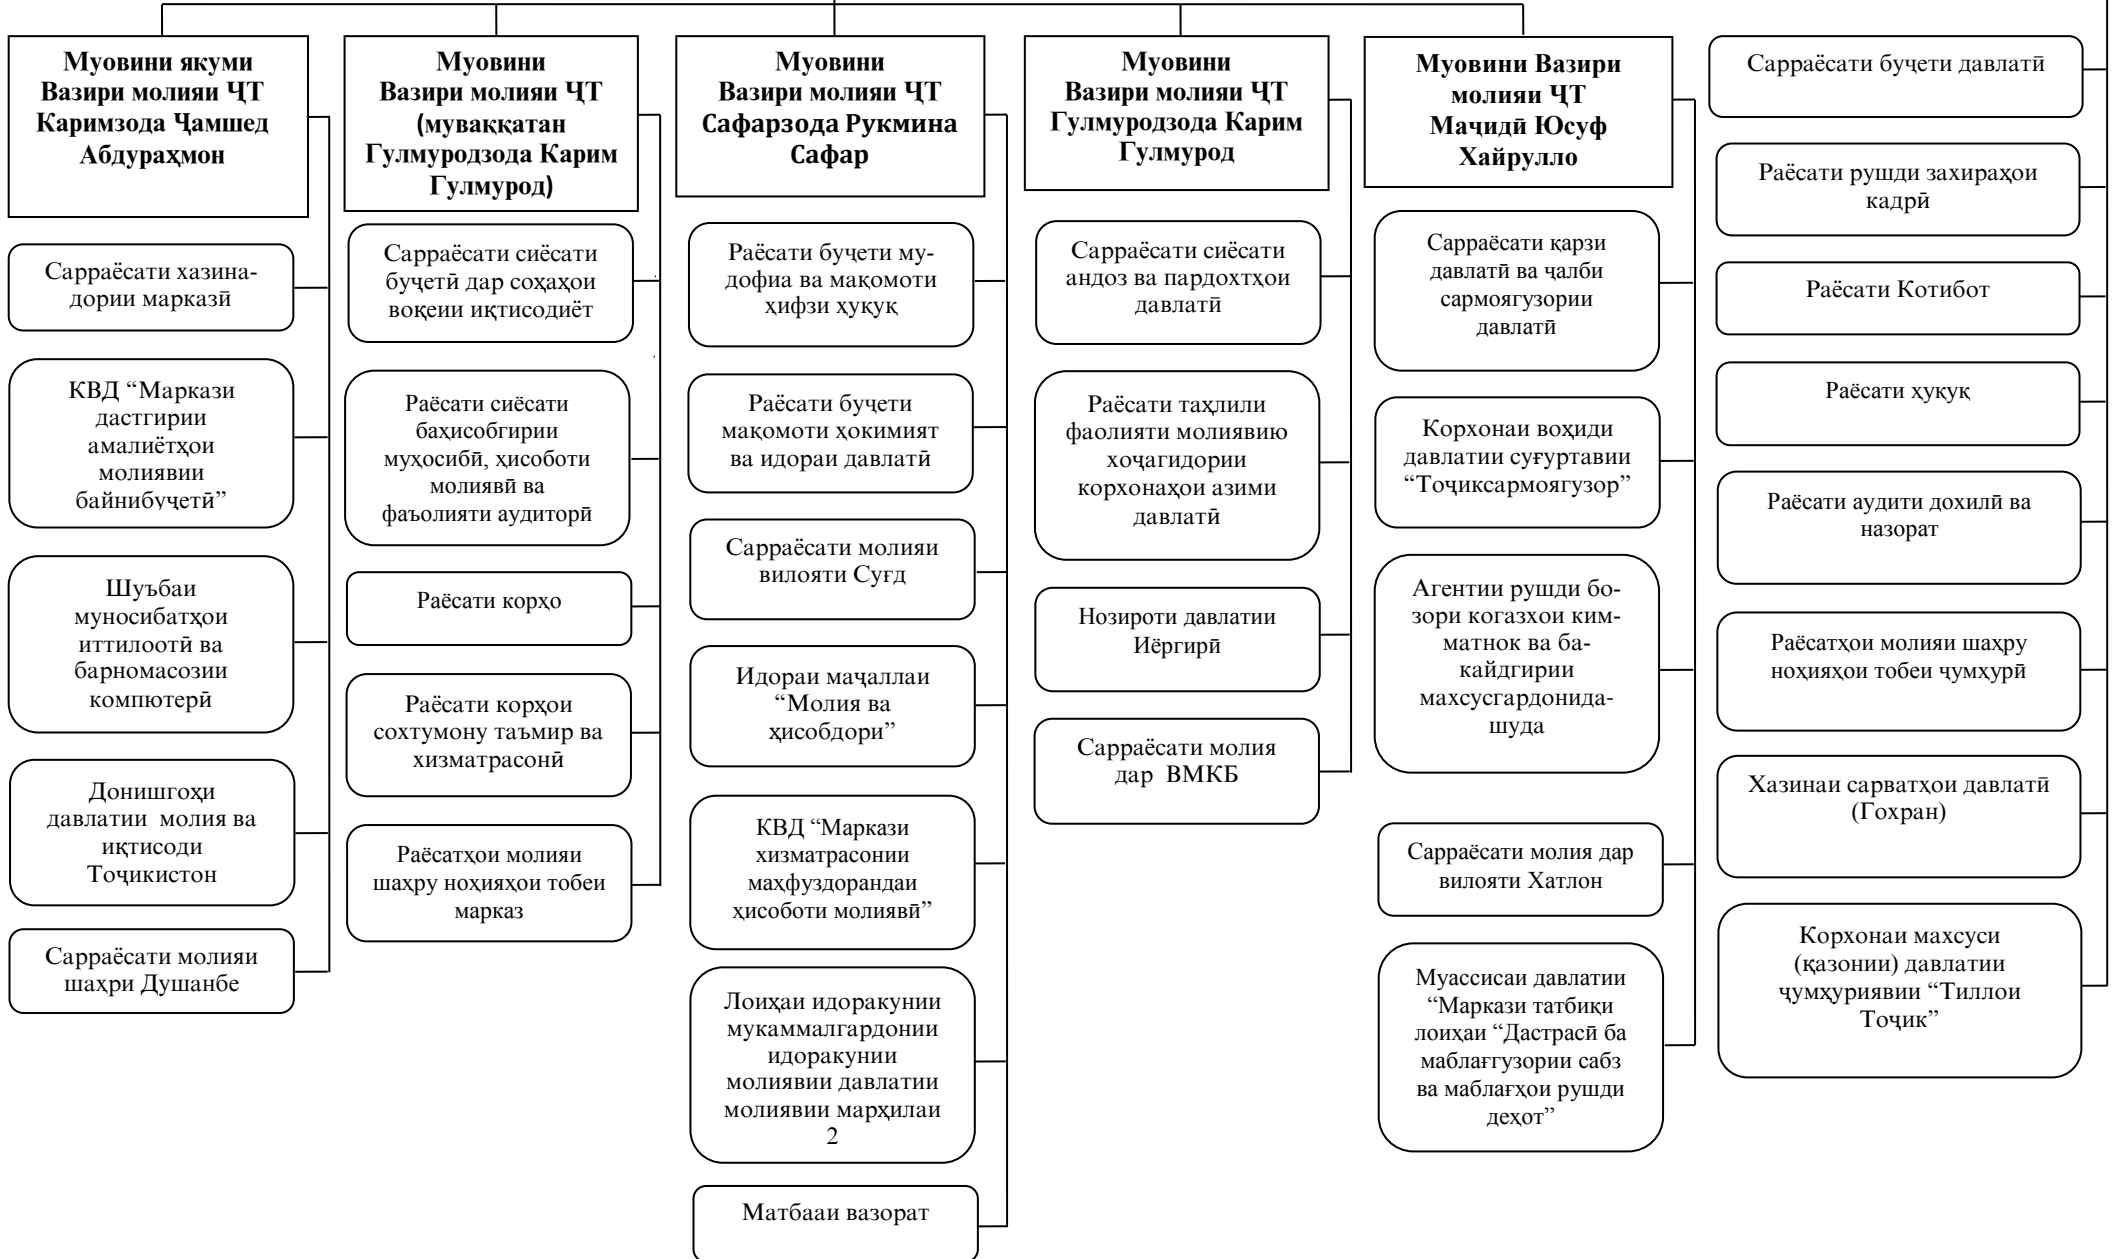 Муовини якуми
Вазири молияи ҶТ
Каримзода Ҷамшед
Абдураҳмон
Сарраёсати хазина-
дории марказӣ
КВД “Маркази
дастгирии
амалиётҳои
молиявии
байнибуҷетӣ”
Шуъбаи
муносибатҳои
иттилоотӣ ва
барномасозии
компютерӣ
Донишгоҳи
давлатии молия ва
иқтисоди
Тоҷикистон
Сарраёсати молияи
шаҳри Душанбе
Муовини
Вазири молияи ҶТ
(муваққатан
Гулмуродзода Карим
Гулмурод)
Сарраёсати сиёсати
буҷетӣ дар соҳаҳои
воқеии иқтисодиёт
Раёсати сиёсати
баҳисобгирии
муҳосибӣ, ҳисоботи
молиявӣ ва
фаъолияти аудиторӣ
Раёсати корҳо
Раёсати корҳои
сохтумону таъмир ва
хизматрасонӣ
Раёсатҳои молияи
шаҳру ноҳияҳои тобеи
марказ
Муовини
Вазири молияи ҶТ
Сафарзода Рукмина
Сафар
Раёсати буҷети му-
дофиа ва мақомоти
ҳифзи ҳуқуқ
Раёсати буҷети
мақомоти ҳокимият
ва идораи давлатӣ
Сарраёсати молияи
вилояти Суғд
Идораи маҷаллаи
“Молия ва
ҳисобдори”
КВД “Маркази
хизматрасонии
маҳфуздорандаи
ҳисоботи молиявӣ”
Лоиҳаи идоракунии
мукаммалгардонии
идоракунии
молиявии давлатии
молиявии марҳилаи
2
Матбааи вазорат
Муовини
Вазири молияи ҶТ
Гулмуродзода Карим
Гулмурод
Сарраёсати сиёсати
андоз ва пардохтҳои
давлатӣ
Раёсати таҳлили
фаолияти молиявию
хоҷагидории
корхонаҳои азими
давлатӣ
Нозироти давлатии
Иёргирӣ
Сарраёсати молия
дар ВМКБ
Муовини Вазири
молияи ҶТ
Маҷидӣ Юсуф
Хайрулло
Сарраёсати қарзи
давлатӣ ва ҷалби
сармоягузории
давлатӣ
Корхонаи воҳиди
давлатии суғуртавии
“Тоҷиксармоягузор”
Агентии рушди бо-
зори когазхои ким-
матнок ва ба-
кайдгирии
махсусгардонида-
шуда
Сарраёсати молия дар
вилояти Хатлон
Муассисаи давлатии
“Маркази татбиқи
лоиҳаи “Дастрасӣ ба
маблағгузории сабз
ва маблағҳои рушди
деҳот”
Сарраёсати буҷети давлатӣ
Раёсати рушди захираҳои
кадрӣ
Раёсати Котибот
Раёсати ҳуқуқ
Раёсати аудити дохилӣ ва
назорат
Раёсатҳои молияи шаҳру
ноҳияҳои тобеи ҷумҳурӣ
Хазинаи сарватҳои давлатӣ
(Гохран)
Корхонаи махсуси
(қазонии) давлатии
ҷумҳуриявии “Тиллои
Тоҷик”